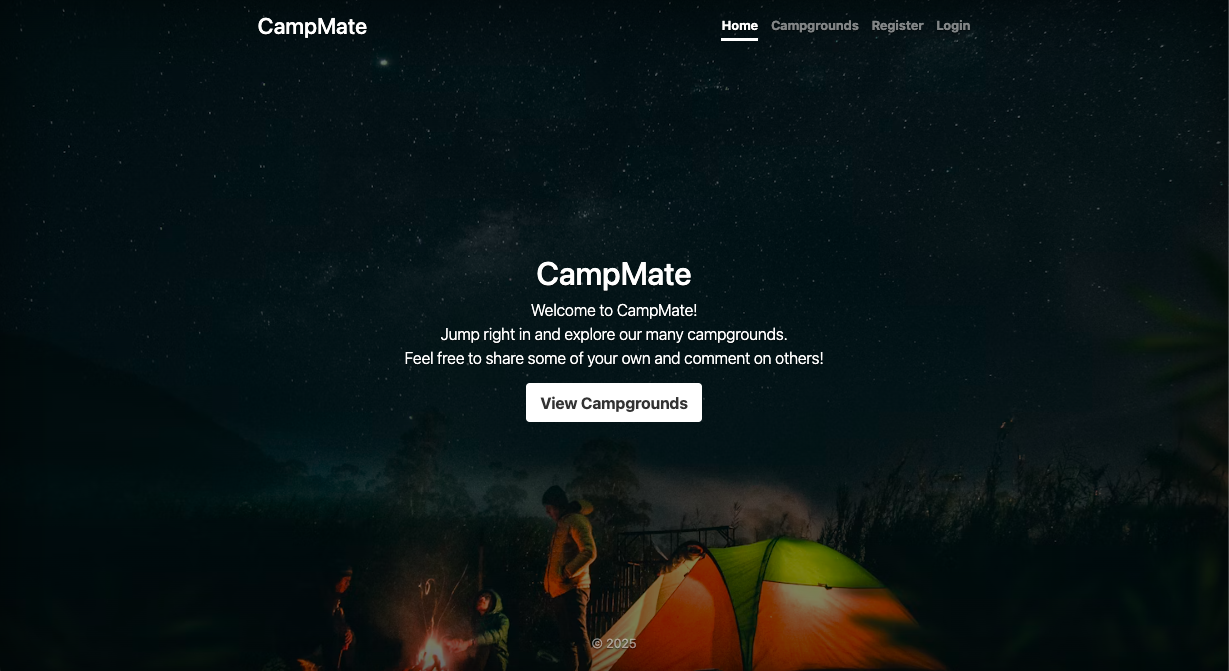 CampMate
Home Campgrounds Register Login
CampMate
Welcome to CampMate!
Jump right in and explore our many campgrounds.
Feel free to share some of your own and comment on others!
View Campgrounds
© 2025